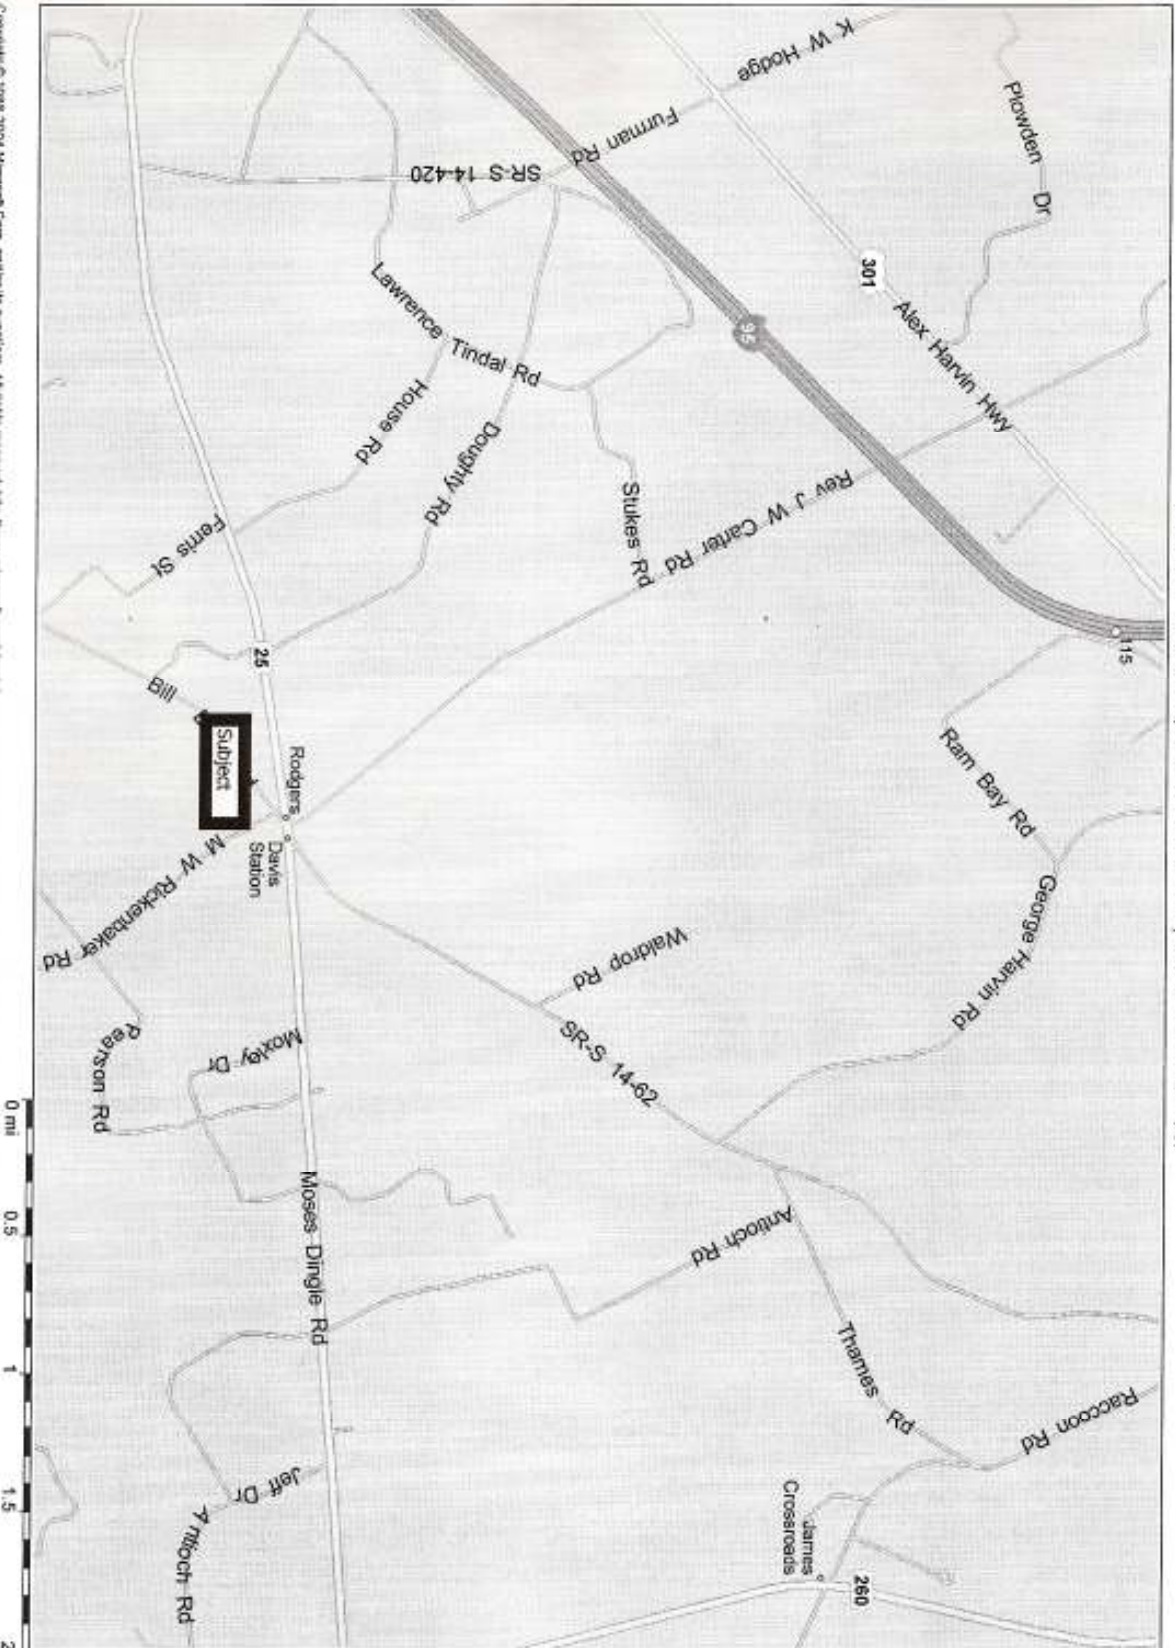 K W Hodge
Furman Rd
Plowden Dr
SR-S 14-420
301
Alex Harvin Hwy
95
Lawrence Tindal Rd
House Rd
Doughty Rd
Stukes Rd
Rev J W Carter Rd
Ferris St
115
25
Bill
Subject
Rodgers
Davis
Station
M W Rickenbaker Rd
Ram Bay Rd
George Harvin Rd
Waldrop Rd
SR-S 14-62
Pearson Rd
Moxley Dr
Moses Dingle Rd
Antioch Rd
Thames Rd
Raccoon Rd
Jeff Dr
Antioch Rd
James
Crossroads
260
0 mi 0.5 1 1.5 2